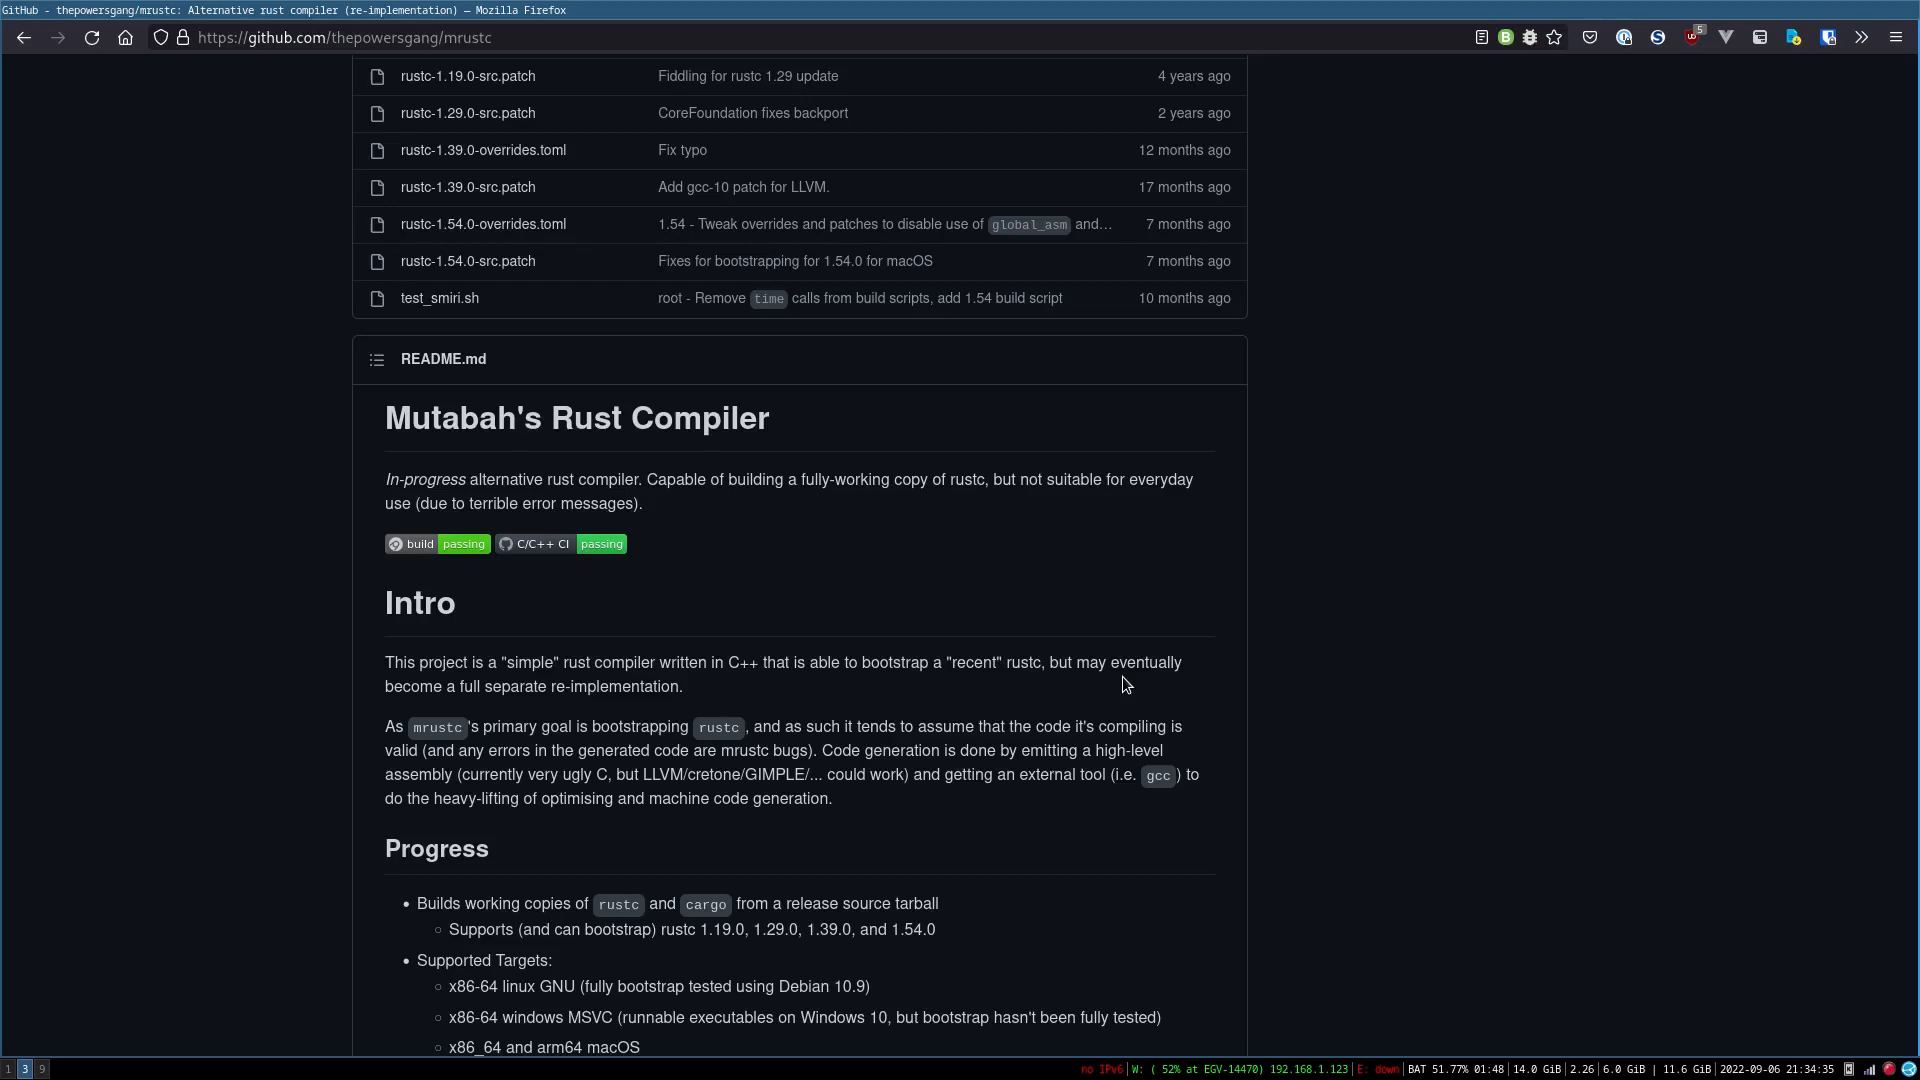 GitHub - thepowersgang/mrustc: Alternative rust compiler (re-implementation) — Mozilla Firefox
https://github.com/thepowersgang/mrustc
5
rustc-1.19.0-src.patch Fiddling for rustc 1.29 update 4 years ago
rustc-1.29.0-src.patch CoreFoundation fixes backport 2 years ago
rustc-1.39.0-overrides.toml Fix typo 12 months ago
rustc-1.39.0-src.patch Add gcc-10 patch for LLVM. 17 months ago
rustc-1.54.0-overrides.toml 1.54 - Tweak overrides and patches to disable use of global_asm and... 7 months ago
rustc-1.54.0-src.patch Fixes for bootstrapping for 1.54.0 for macOS 7 months ago
test_smiri.sh root - Remove time calls from build scripts, add 1.54 build script 10 months ago
README.md
Mutabah's Rust Compiler
In-progress alternative rust compiler. Capable of building a fully-working copy of rustc, but not suitable for everyday
use (due to terrible error messages).
build passing C/C++ CI passing
Intro
This project is a "simple" rust compiler written in C++ that is able to bootstrap a "recent" rustc, but may eventually
become a full separate re-implementation.
As mrustc's primary goal is bootstrapping rustc, and as such it tends to assume that the code it's compiling is
valid (and any errors in the generated code are mrustc bugs). Code generation is done by emitting a high-level
assembly (currently very ugly C, but LLVM/cretone/GIMPLE/... could work) and getting an external tool (i.e. gcc) to
do the heavy-lifting of optimising and machine code generation.
Progress
• Builds working copies of rustc and cargo from a release source tarball
○ Supports (and can bootstrap) rustc 1.19.0, 1.29.0, 1.39.0, and 1.54.0
• Supported Targets:
○ x86-64 linux GNU (fully bootstrap tested using Debian 10.9)
○ x86-64 windows MSVC (runnable executables on Windows 10, but bootstrap hasn't been fully tested)
○ x86_64 and arm64 macOS
1 3 9 no IPv6|W: ( 52% at EGV-14470) 192.168.1.123|E: down|BAT 51.77% 01:48|14.0 GiB|2.26|6.0 GiB | 11.6 GiB|2022-09-06 21:34:35